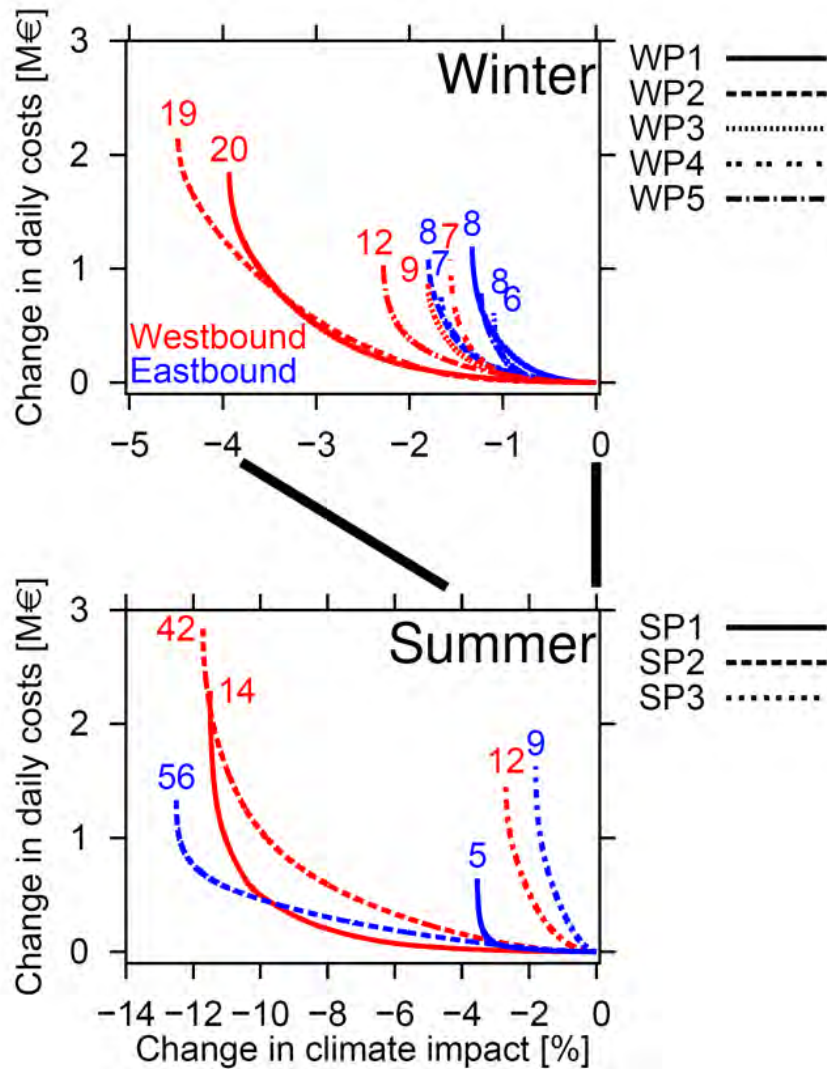 Change in daily costs [M€]
3
2
1
0
Winter
19
20
12
9
8
7
7
8
8
6
Westbound
Eastbound
−5
−4
−3
−2
−1
0
WP1
WP2
WP3
WP4
WP5
Change in daily costs [M€]
3
2
1
0
Summer
42
14
56
5
12
9
−14
−12
−10
−8
−6
−4
−2
0
Change in climate impact [%]
SP1
SP2
SP3